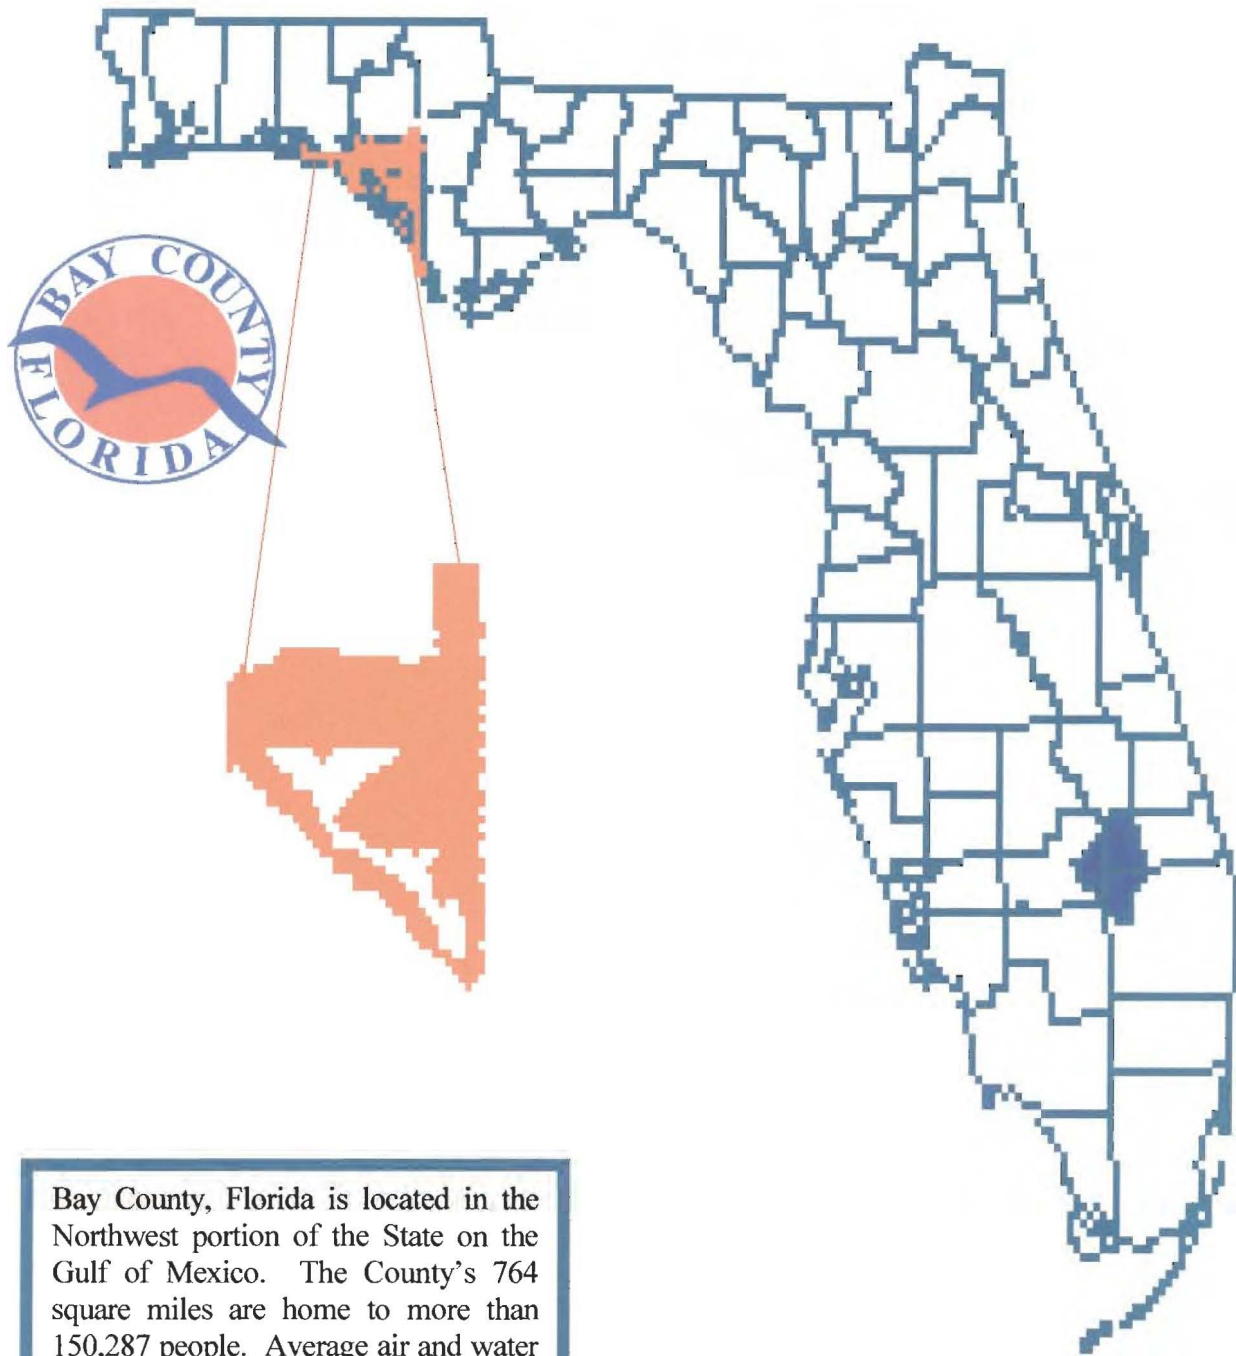 BAY COUNTY
FLORIDA
Bay County, Florida is located in the
Northwest portion of the State on the
Gulf of Mexico. The County's 764
square miles are home to more than
150,287 people. Average air and water